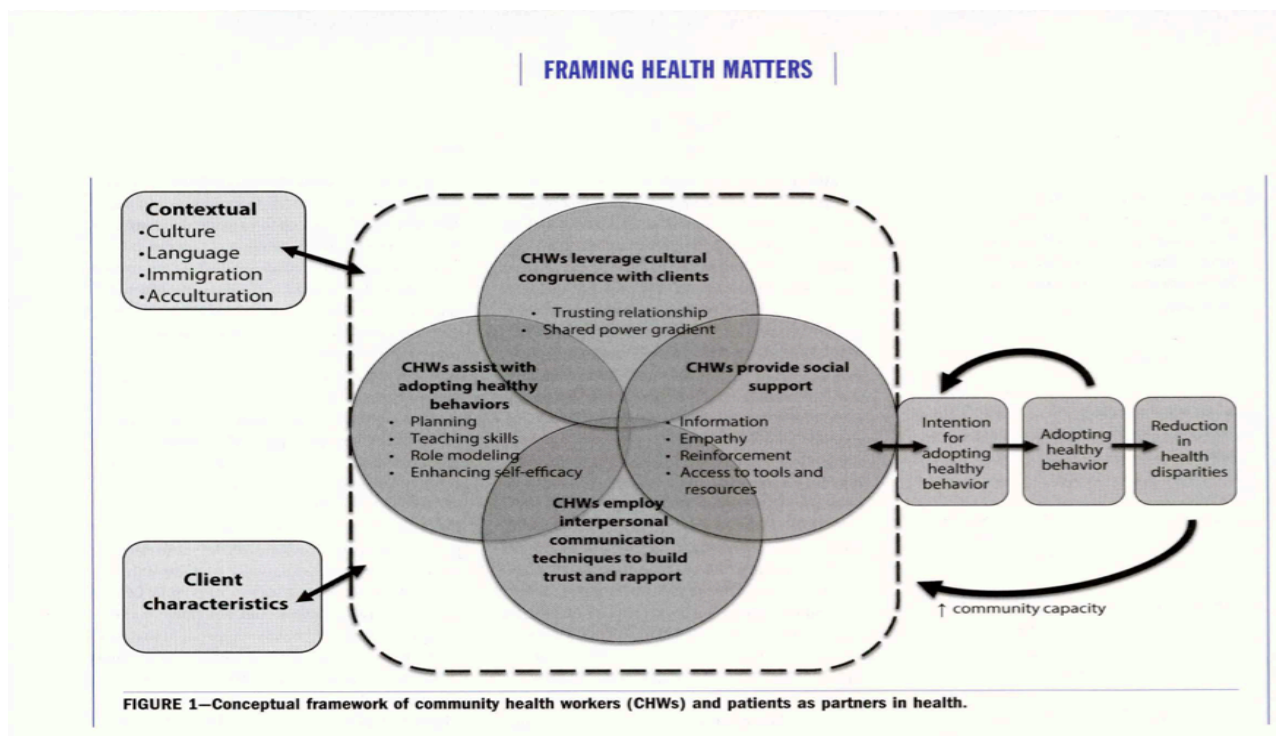 FRAMING HEALTH MATTERS
Contextual
•Culture
•Language
•Immigration
•Acculturation
CHWs leverage cultural
congruence with clients
• Trusting relationship
• Shared power gradient
CHWs assist with
adopting healthy
behaviors
• Planning
• Teaching skills
• Role modeling
• Enhancing self-efficacy
CHWs provide social
support
• Information
• Empathy
• Reinforcement
• Access to tools and
resources
CHWs employ
interpersonal
communication
techniques to build
trust and rapport
Intention
for
adopting
healthy
behavior
Adopting
healthy
behavior
Reduction
in
health
disparities
Client
characteristics
↑ community capacity
FIGURE 1—Conceptual framework of community health workers (CHWs) and patients as partners in health.